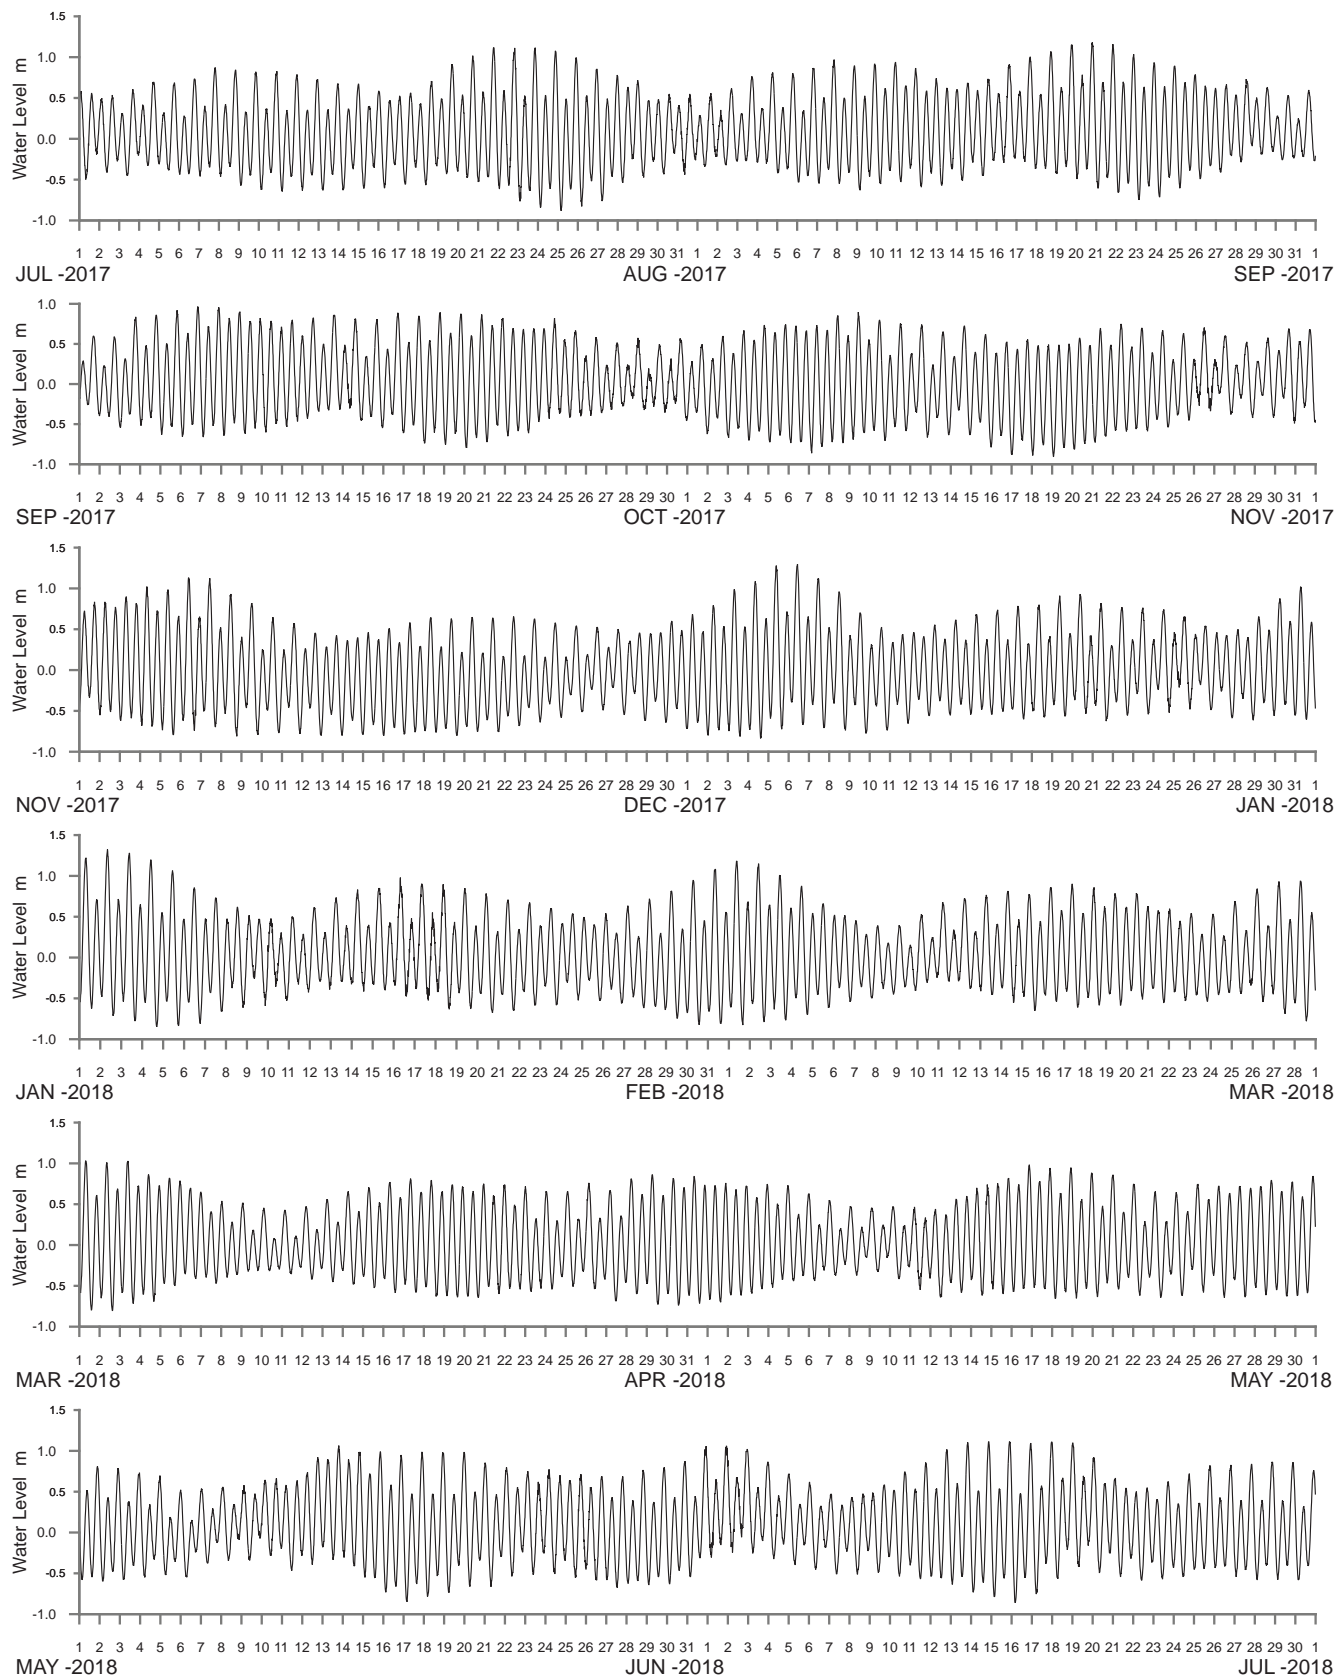 1.5
1.0
0.5
0.0
-0.5
-1.0
Water Level m
1 2 3 4 5 6 7 8 9 10 11 12 13 14 15 16 17 18 19 20 21 22 23 24 25 26 27 28 29 30 31 1 2 3 4 5 6 7 8 9 10 11 12 13 14 15 16 17 18 19 20 21 22 23 24 25 26 27 28 29 30 31 1
JUL -2017 AUG -2017 SEP -2017
1.0
0.5
0.0
-0.5
-1.0
Water Level m
1 2 3 4 5 6 7 8 9 10 11 12 13 14 15 16 17 18 19 20 21 22 23 24 25 26 27 28 29 30 1 2 3 4 5 6 7 8 9 10 11 12 13 14 15 16 17 18 19 20 21 22 23 24 25 26 27 28 29 30 31 1
SEP -2017 OCT -2017 NOV -2017
1.5
1.0
0.5
0.0
-0.5
-1.0
Water Level m
1 2 3 4 5 6 7 8 9 10 11 12 13 14 15 16 17 18 19 20 21 22 23 24 25 26 27 28 29 30 1 2 3 4 5 6 7 8 9 10 11 12 13 14 15 16 17 18 19 20 21 22 23 24 25 26 27 28 29 30 31 1
NOV -2017 DEC -2017 JAN -2018
1.5
1.0
0.5
0.0
-0.5
-1.0
Water Level m
1 2 3 4 5 6 7 8 9 10 11 12 13 14 15 16 17 18 19 20 21 22 23 24 25 26 27 28 29 30 31 1 2 3 4 5 6 7 8 9 10 11 12 13 14 15 16 17 18 19 20 21 22 23 24 25 26 27 28 1
JAN -2018 FEB -2018 MAR -2018
1.5
1.0
0.5
0.0
-0.5
-1.0
Water Level m
1 2 3 4 5 6 7 8 9 10 11 12 13 14 15 16 17 18 19 20 21 22 23 24 25 26 27 28 29 30 31 1 2 3 4 5 6 7 8 9 10 11 12 13 14 15 16 17 18 19 20 21 22 23 24 25 26 27 28 29 30 1
MAR -2018 APR -2018 MAY -2018
1.5
1.0
0.5
0.0
-0.5
-1.0
Water Level m
1 2 3 4 5 6 7 8 9 10 11 12 13 14 15 16 17 18 19 20 21 22 23 24 25 26 27 28 29 30 31 1 2 3 4 5 6 7 8 9 10 11 12 13 14 15 16 17 18 19 20 21 22 23 24 25 26 27 28 29 30 1
MAY -2018 JUN -2018 JUL -2018